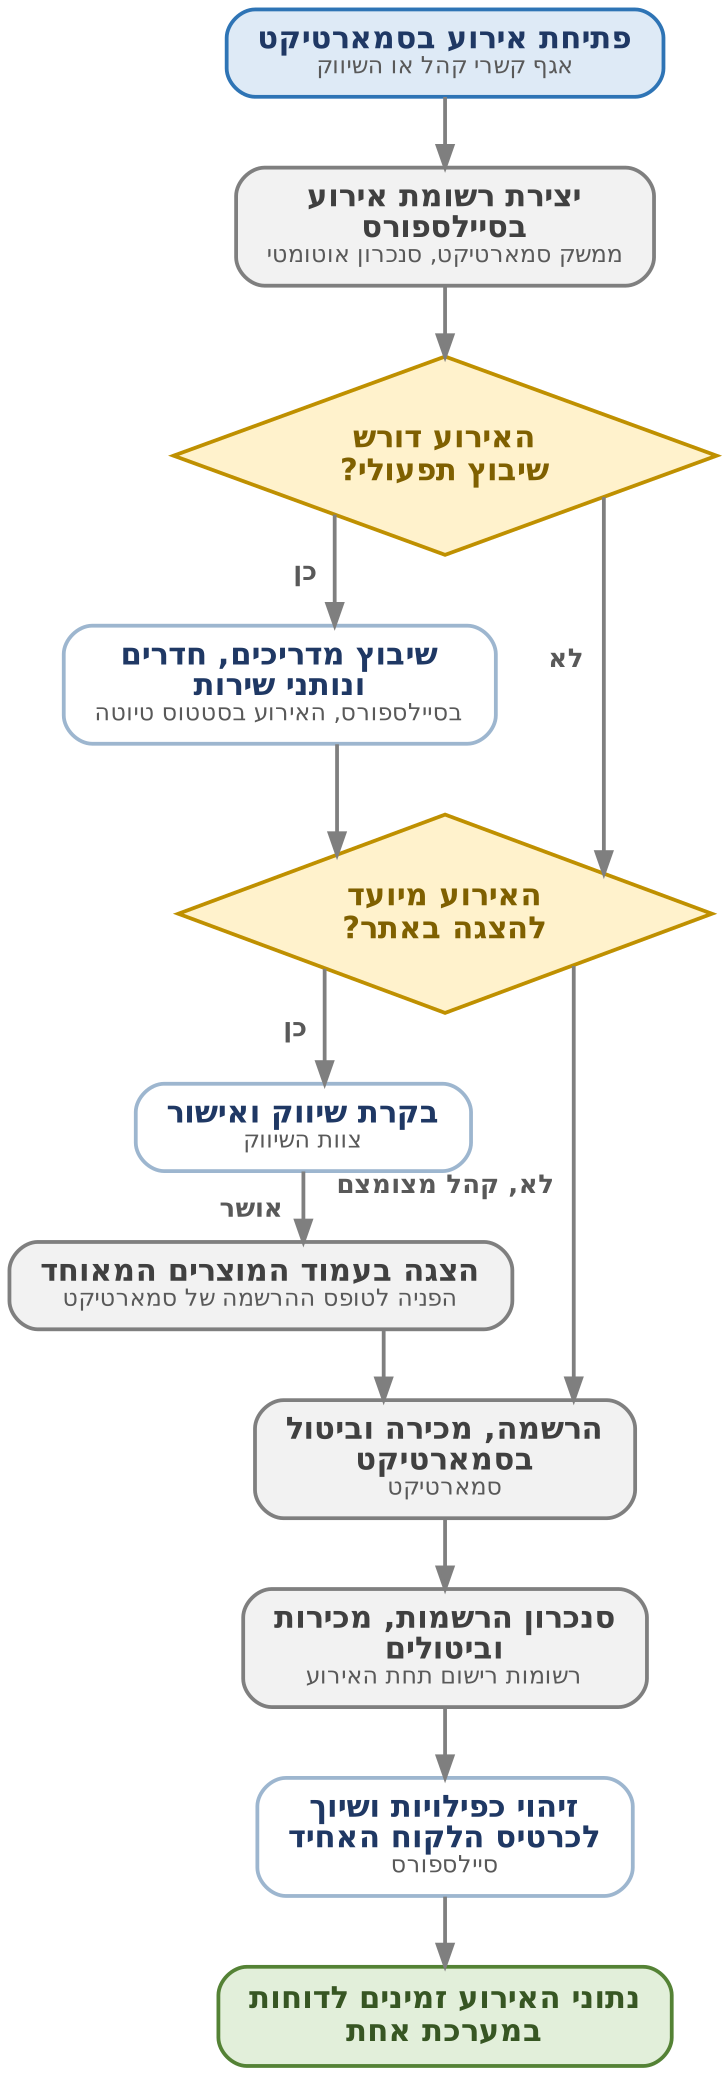 פתיחת אירוע בסמארטיקט
אגף קשרי קהל או השיווק
יצירת רשומת אירוע
בסיילספורס
ממשק סמארטיקט, סנכרון אוטומטי
האירוע דורש
שיבוץ תפעולי?
כן
לא
שיבוץ מדריכים, חדרים
ונותני שירות
בסיילספורס, האירוע בסטטוס טיוטה
האירוע מיועד
להצגה באתר?
כן
בקרת שיווק ואישור
צוות השיווק
לא, קהל מצומצם
אושר
הצגה בעמוד המוצרים המאוחד
הפניה לטופס ההרשמה של סמארטיקט
הרשמה, מכירה וביטול
בסמארטיקט
סמארטיקט
סנכרון הרשמות, מכירות
וביטולים
רשומות רישום תחת האירוע
זיהוי כפילויות ושיוך
לכרטיס הלקוח האחיד
סיילספורס
נתוני האירוע זמינים לדוחות
במערכת אחת